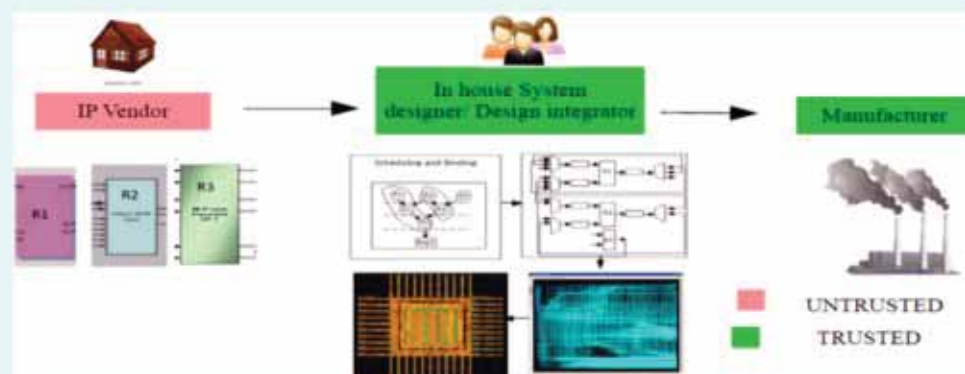 IP Vendor
In house System
designer/ Design integrator
Manufacturer
R1
R2
R3
Scheduling and Binding
UNTRUSTED
TRUSTED